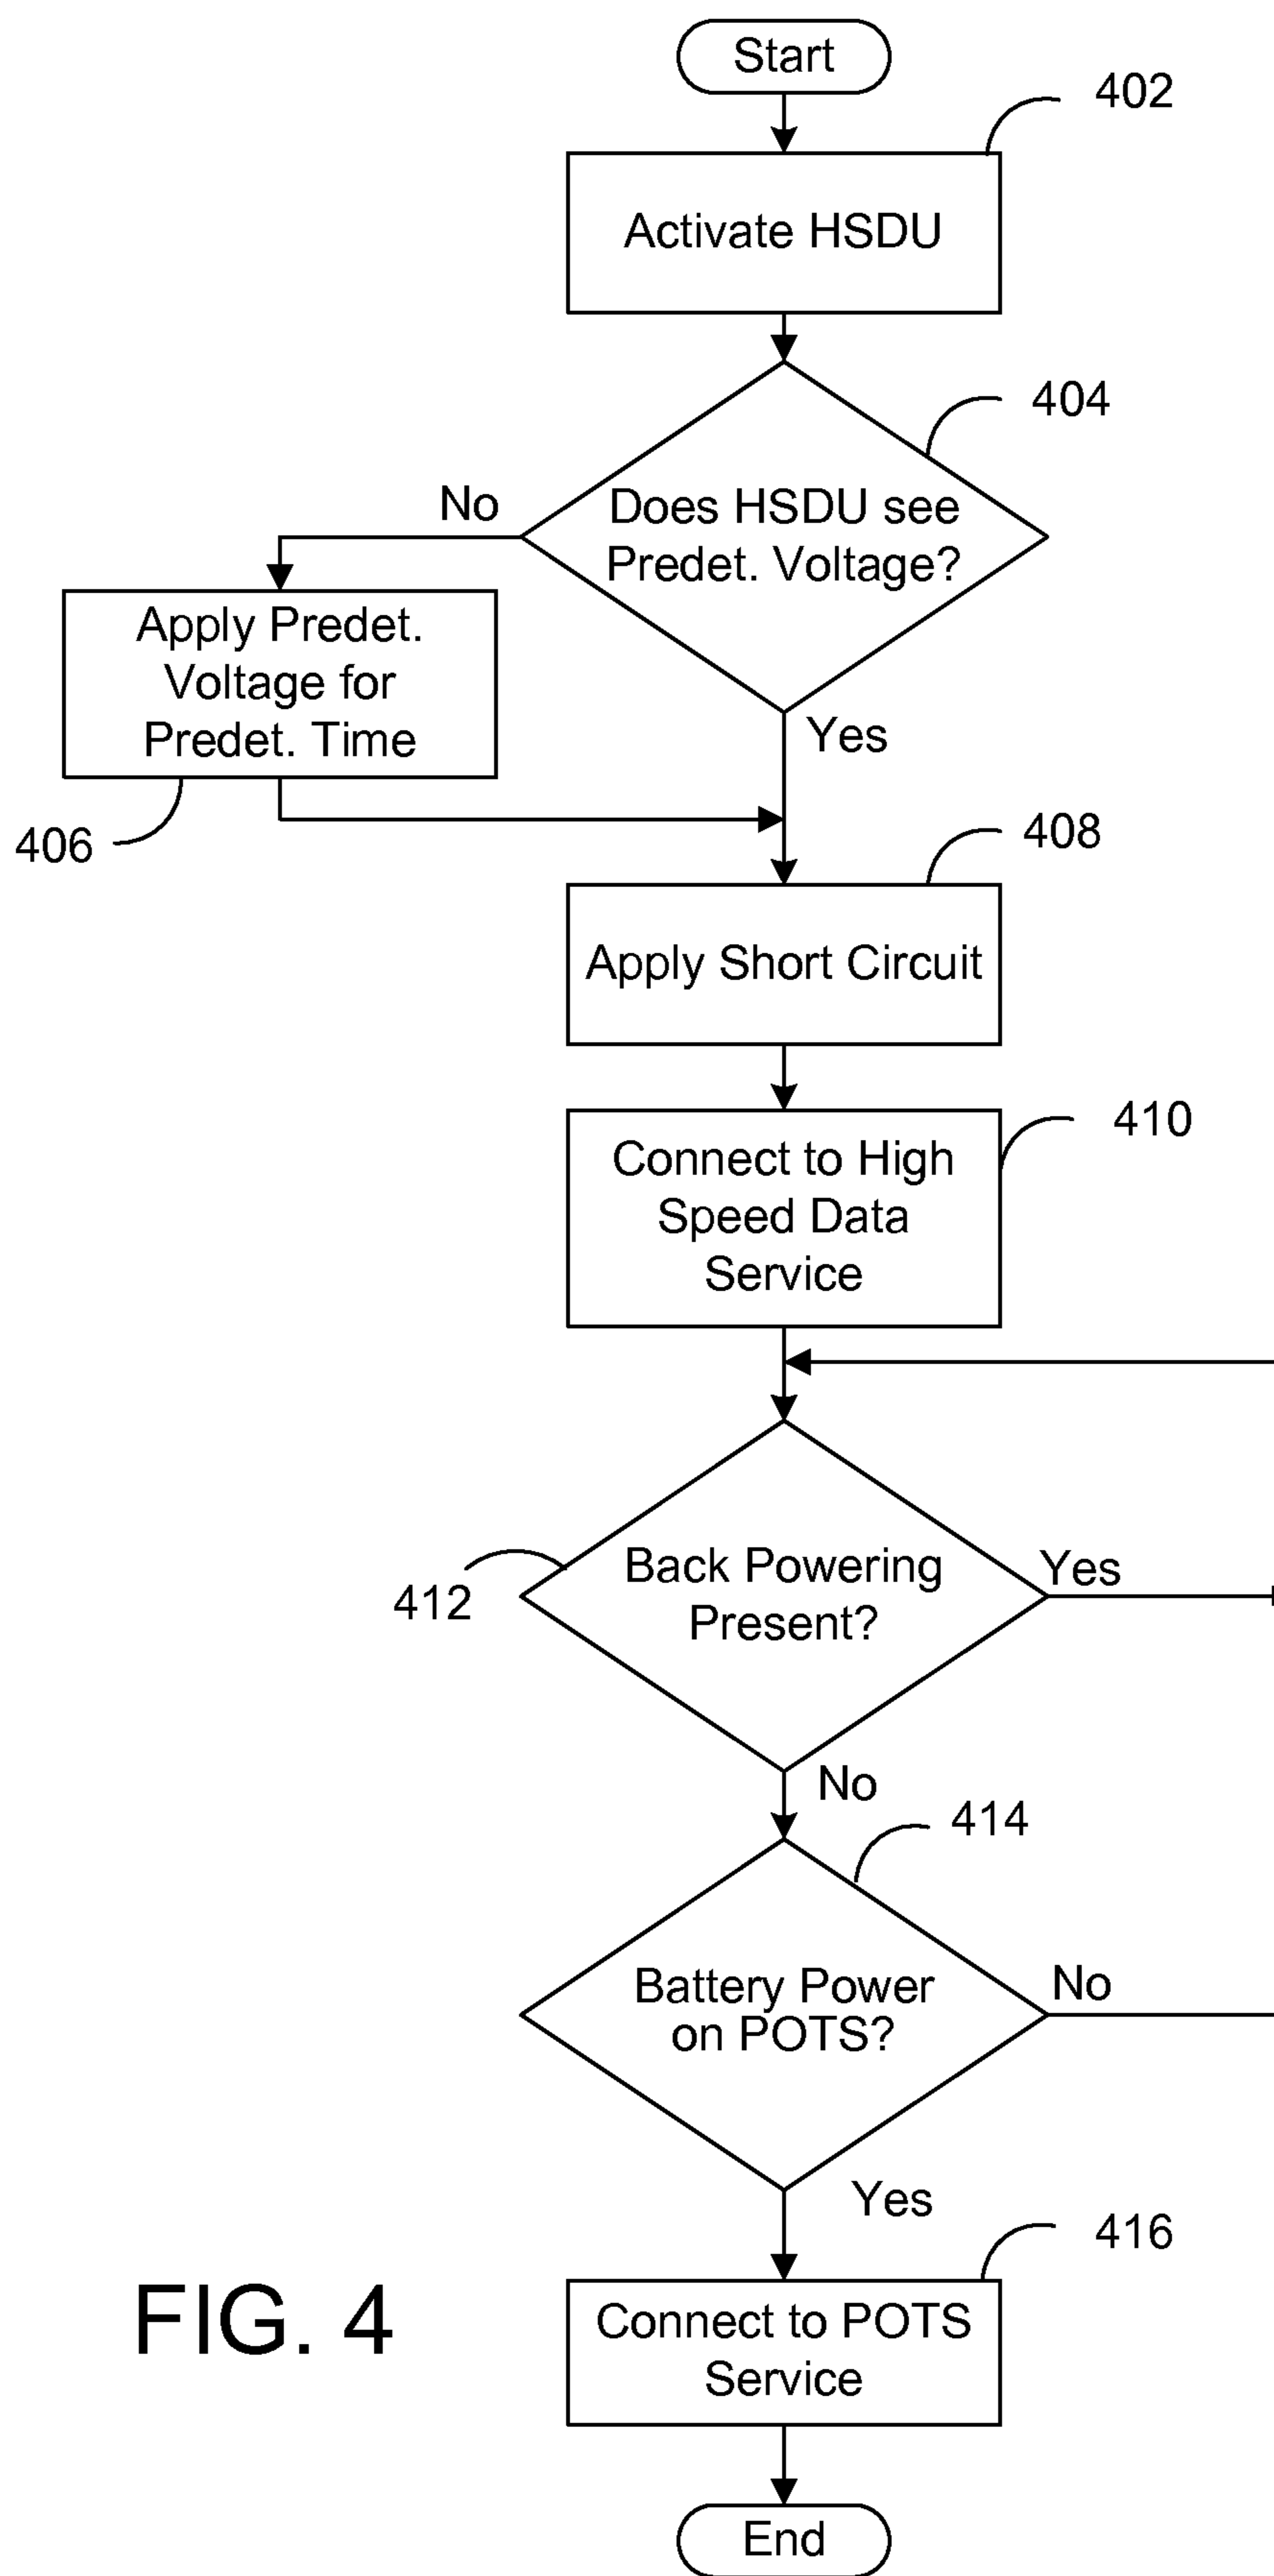 Start
402
Activate HSDU
404
Does HSDU see
Predet. Voltage?
No
Yes
Apply Predet.
Voltage for
Predet. Time
406
408
Apply Short Circuit
410
Connect to High
Speed Data
Service
412
Back Powering
Present?
Yes
No
414
Battery Power
on POTS?
No
Yes
416
Connect to POTS
Service
End
FIG. 4